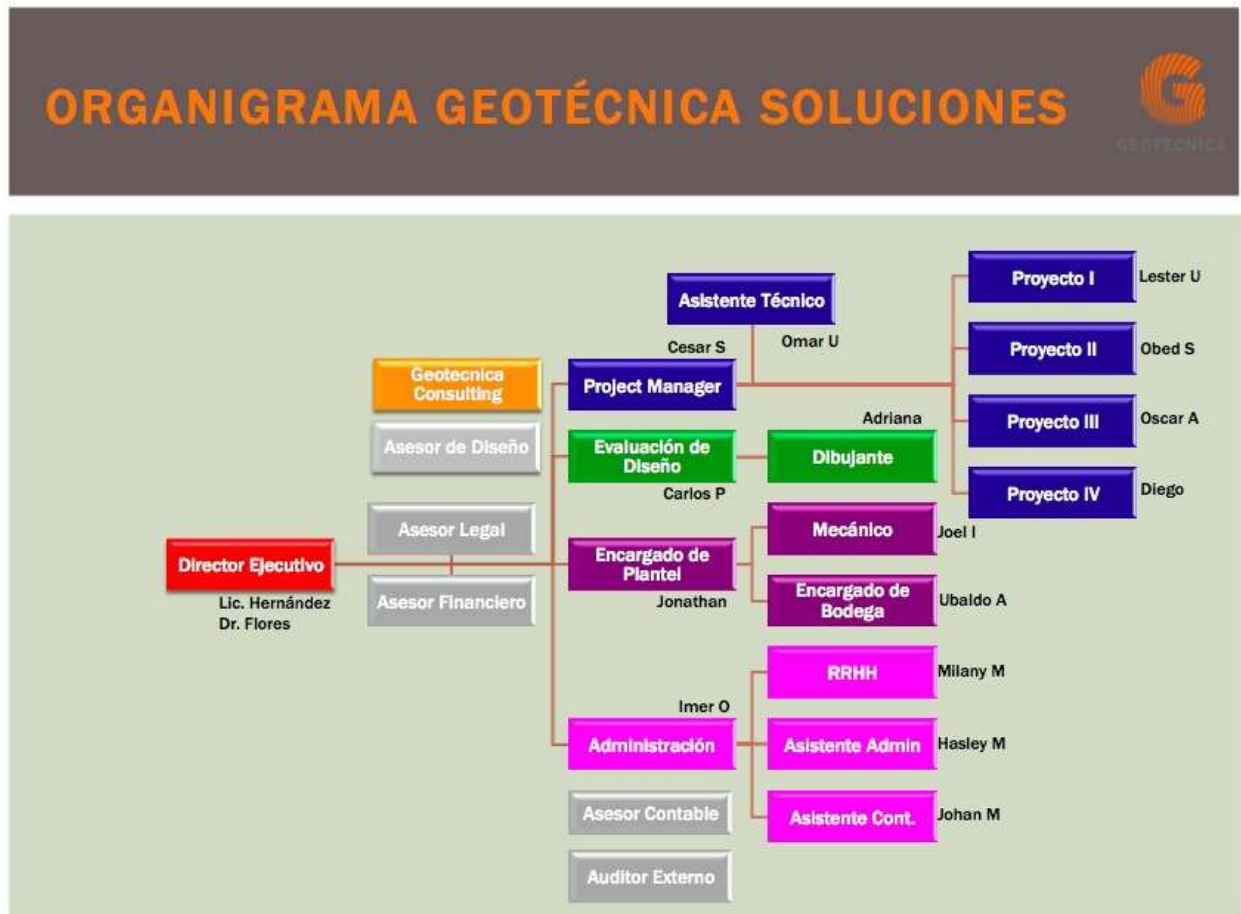 ORGANIGRAMA GEOTÉCNICA SOLUCIONES
GEOTECNICA
Proyecto I
Lester U
Asistente Técnico
Omar U
Cesar S
Proyecto II
Obed S
Geotecnica
Consulting
Project Manager
Adriana
Proyecto III
Oscar A
Asesor de Diseño
Evaluación de
Diseño
Carlos P
Dibujante
Proyecto IV
Diego
Asesor Legal
Mecánico
Joel I
Director Ejecutivo
Lic. Hernández
Dr. Flores
Encargado de
Plantel
Jonathan
Asesor Financiero
Encargado de
Bodega
Ubaldo A
RRHH
Milany M
Imer O
Administración
Asistente Admin
Hasley M
Asesor Contable
Asistente Cont.
Johan M
Auditor Externo